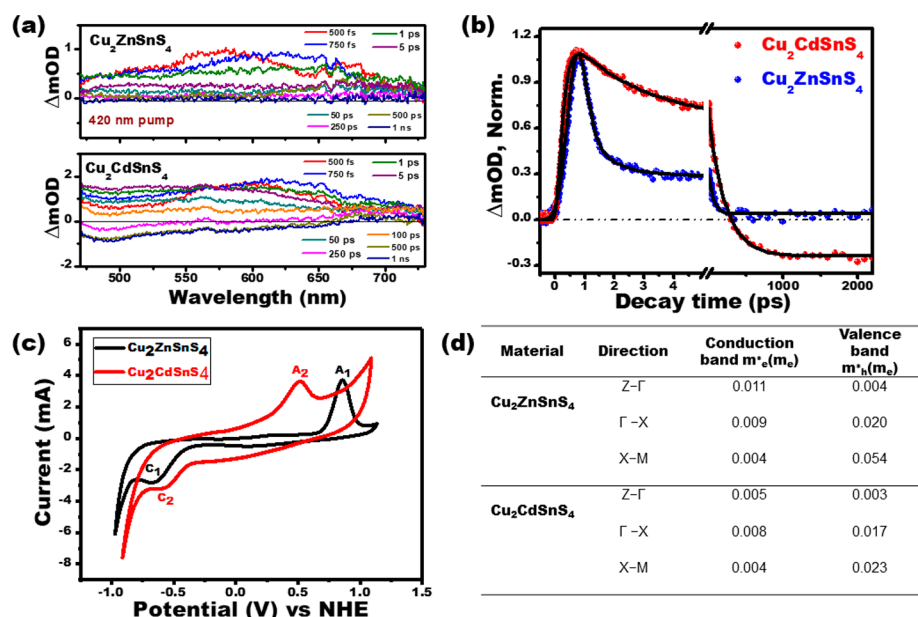 (a)
Cu2ZnSnS4
500 fs
750 fs
1 ps
5 ps
420 nm pump
50 ps
250 ps
500 ps
1 ns
ΔmOD
1
0
Cu2CdSnS4
500 fs
750 fs
1 ps
5 ps
50 ps
250 ps
100 ps
500 ps
1 ns
ΔmOD
2
0
-2
500 550 600 650 700
Wavelength (nm)
(b)
Cu2CdSnS4
Cu2ZnSnS4
ΔmOD, Norm.
1.2
0.9
0.6
0.3
0.0
-0.3
0 1 2 3 4 1000 2000
Decay time (ps)
(c)
Cu2ZnSnS4
Cu2CdSnS4
A2
A1
C1
C2
Current (mA)
6
4
2
0
-2
-4
-6
-8
-1.0 -0.5 0.0 0.5 1.0 1.5
Potential (V) vs NHE
(d)
Material Direction Conduction band m*e(me) Valence band m*h(me)
Cu2ZnSnS4
Z-Γ 0.011 0.004
Γ-X 0.009 0.020
X-M 0.004 0.054
Cu2CdSnS4
Z-Γ 0.005 0.003
Γ-X 0.008 0.017
X-M 0.004 0.023